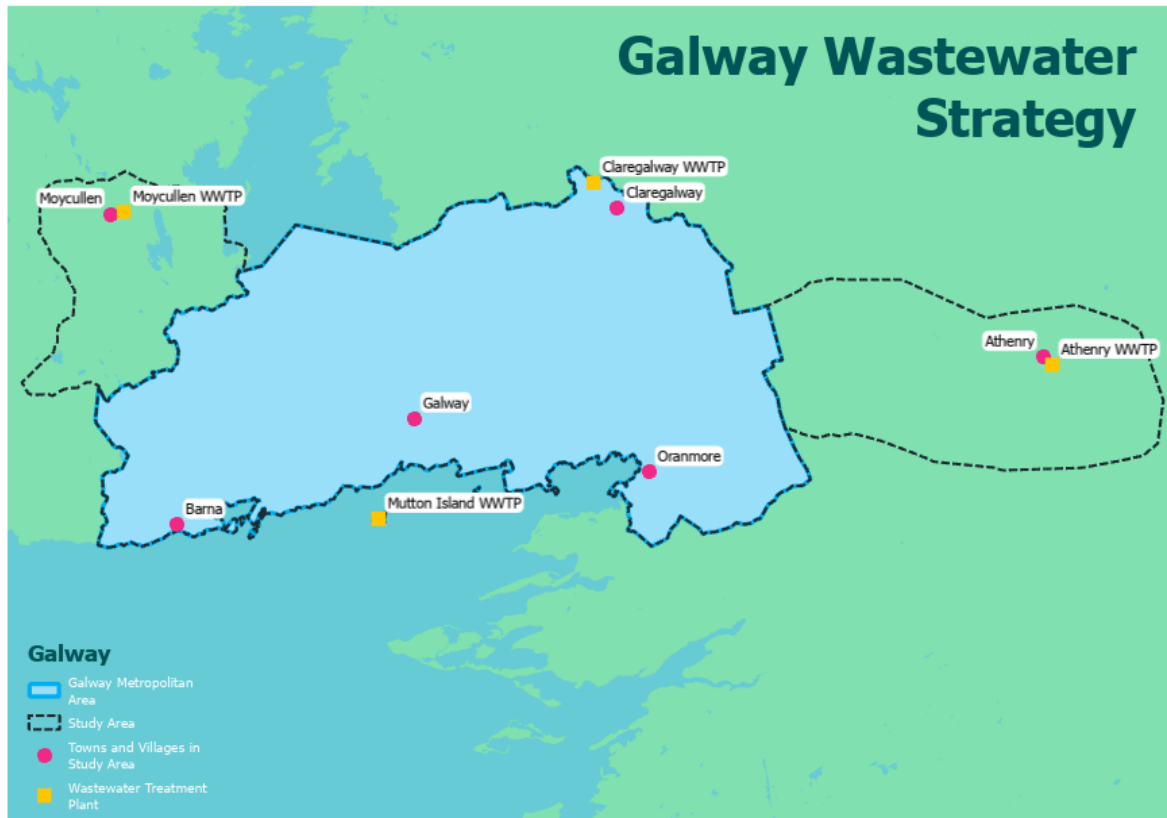 Galway Wastewater
Strategy
Claregalway WWTP
Moycullen
Moycullen WWTP
Claregalway
Athenry
Athenry WWTP
Galway
Oranmore
Mutton Island WWTP
Barna
Galway
Galway Metropolitan
Area
Study Area
Towns and Villages in
Study Area
Wastewater Treatment
Plant